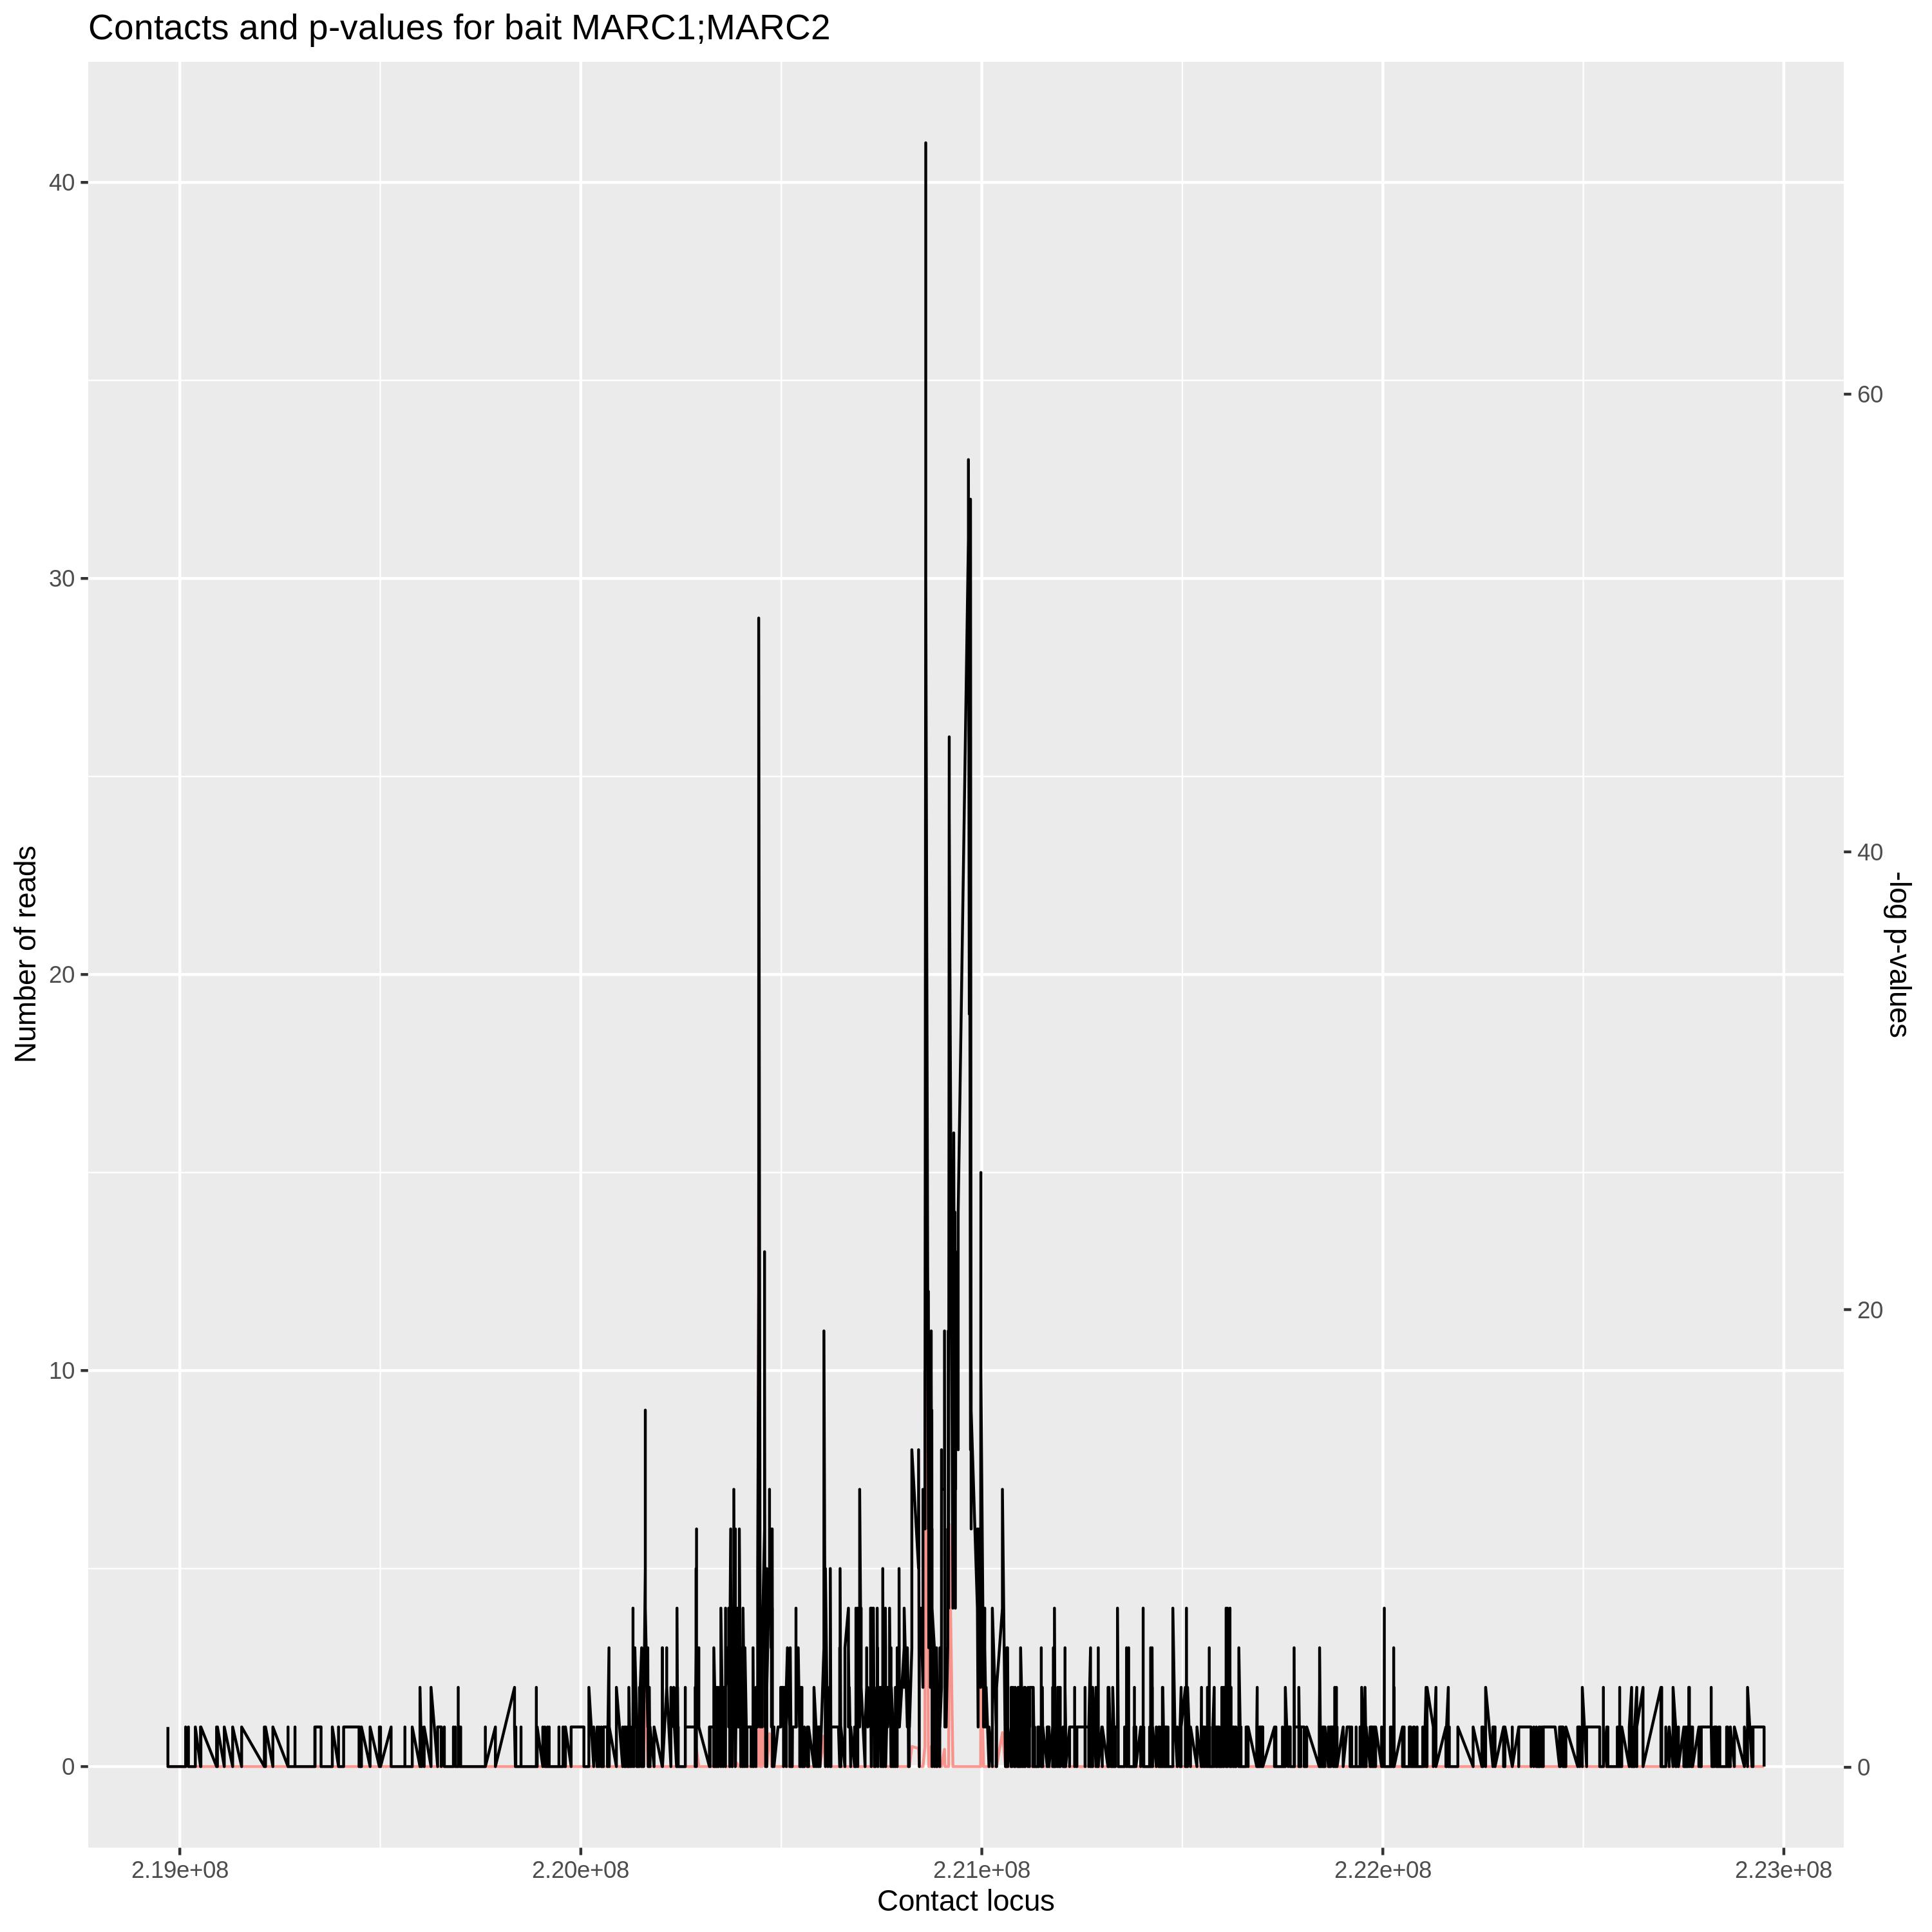 Contacts and p-values for bait MARC1;MARC2
40
30
20
10
0
Number of reads
60
40
20
0
-log p-values
2.19e+08 2.20e+08 2.21e+08 2.22e+08 2.23e+08
Contact locus